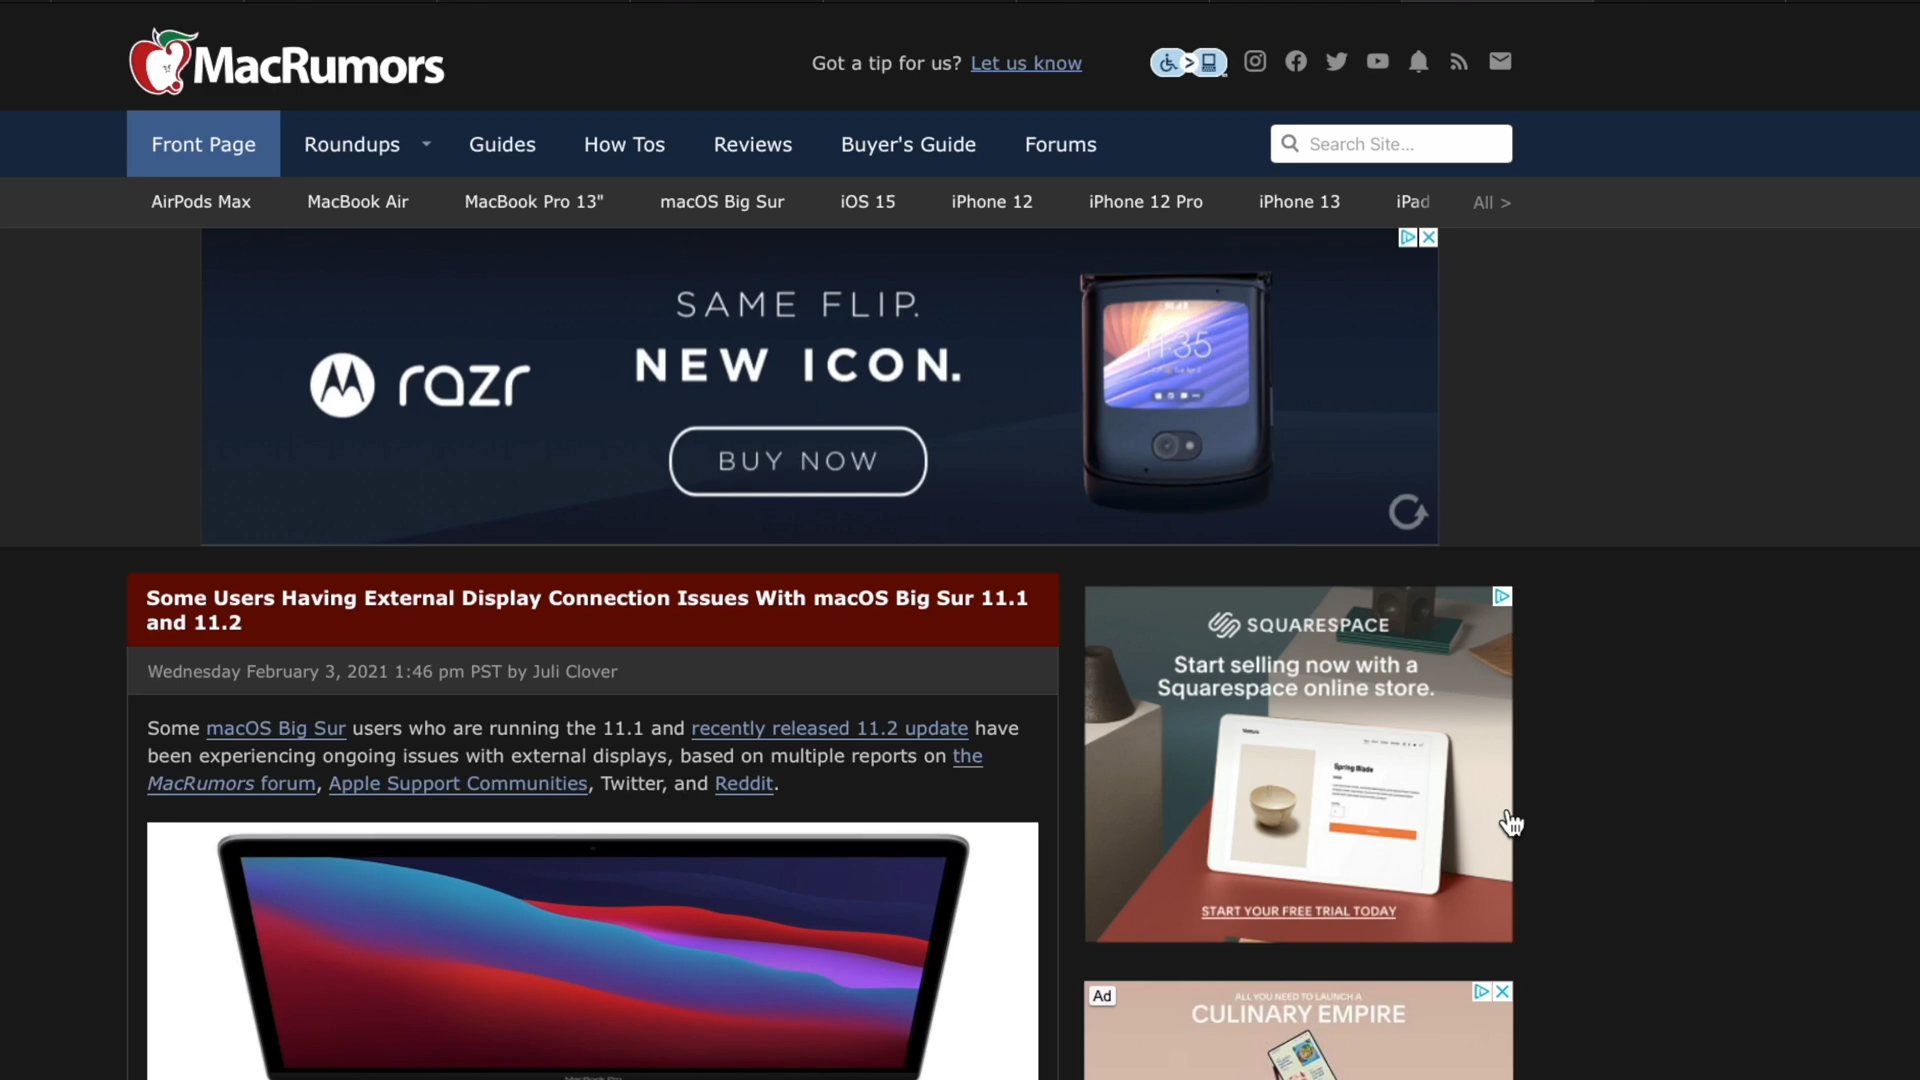 MacRumors
Got a tip for us? Let us know
Front Page Roundups Guides How Tos Reviews Buyer's Guide Forums Search Site...
AirPods Max MacBook Air MacBook Pro 13" macOS Big Sur iOS 15 iPhone 12 iPhone 12 Pro iPhone 13 iPad All >
SAME FLIP.
NEW ICON.
razr
BUY NOW
11:35
Some Users Having External Display Connection Issues With macOS Big Sur 11.1
and 11.2
Wednesday February 3, 2021 1:46 pm PST by Juli Clover
Some macOS Big Sur users who are running the 11.1 and recently released 11.2 update have
been experiencing ongoing issues with external displays, based on multiple reports on the
MacRumors forum, Apple Support Communities, Twitter, and Reddit.
MacBook Pro
SQUARESPACE
Start selling now with a
Squarespace online store.
Spring Blade
START YOUR FREE TRIAL TODAY
Ad
ALL YOU NEED TO LAUNCH A
CULINARY EMPIRE